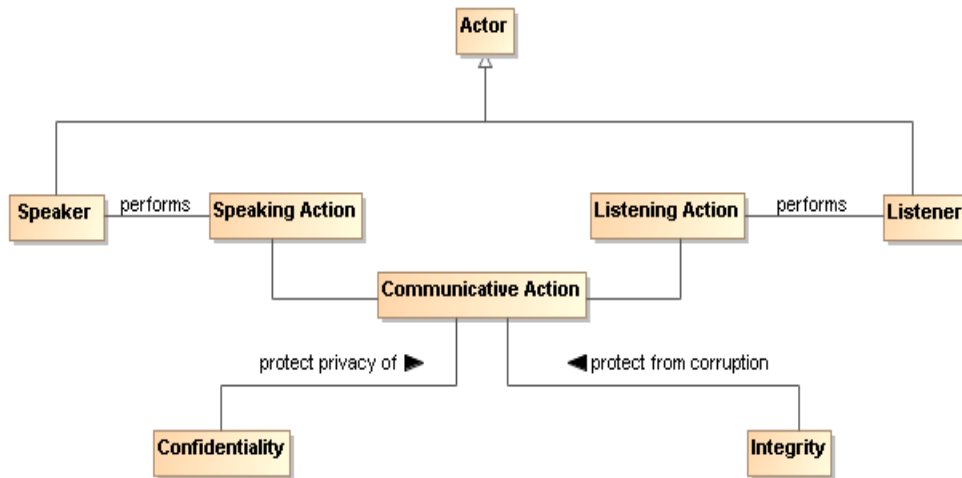 Actor
Speaker
performs
Speaking Action
Listening Action
performs
Listener
Communicative Action
protect privacy of
protect from corruption
Confidentiality
Integrity